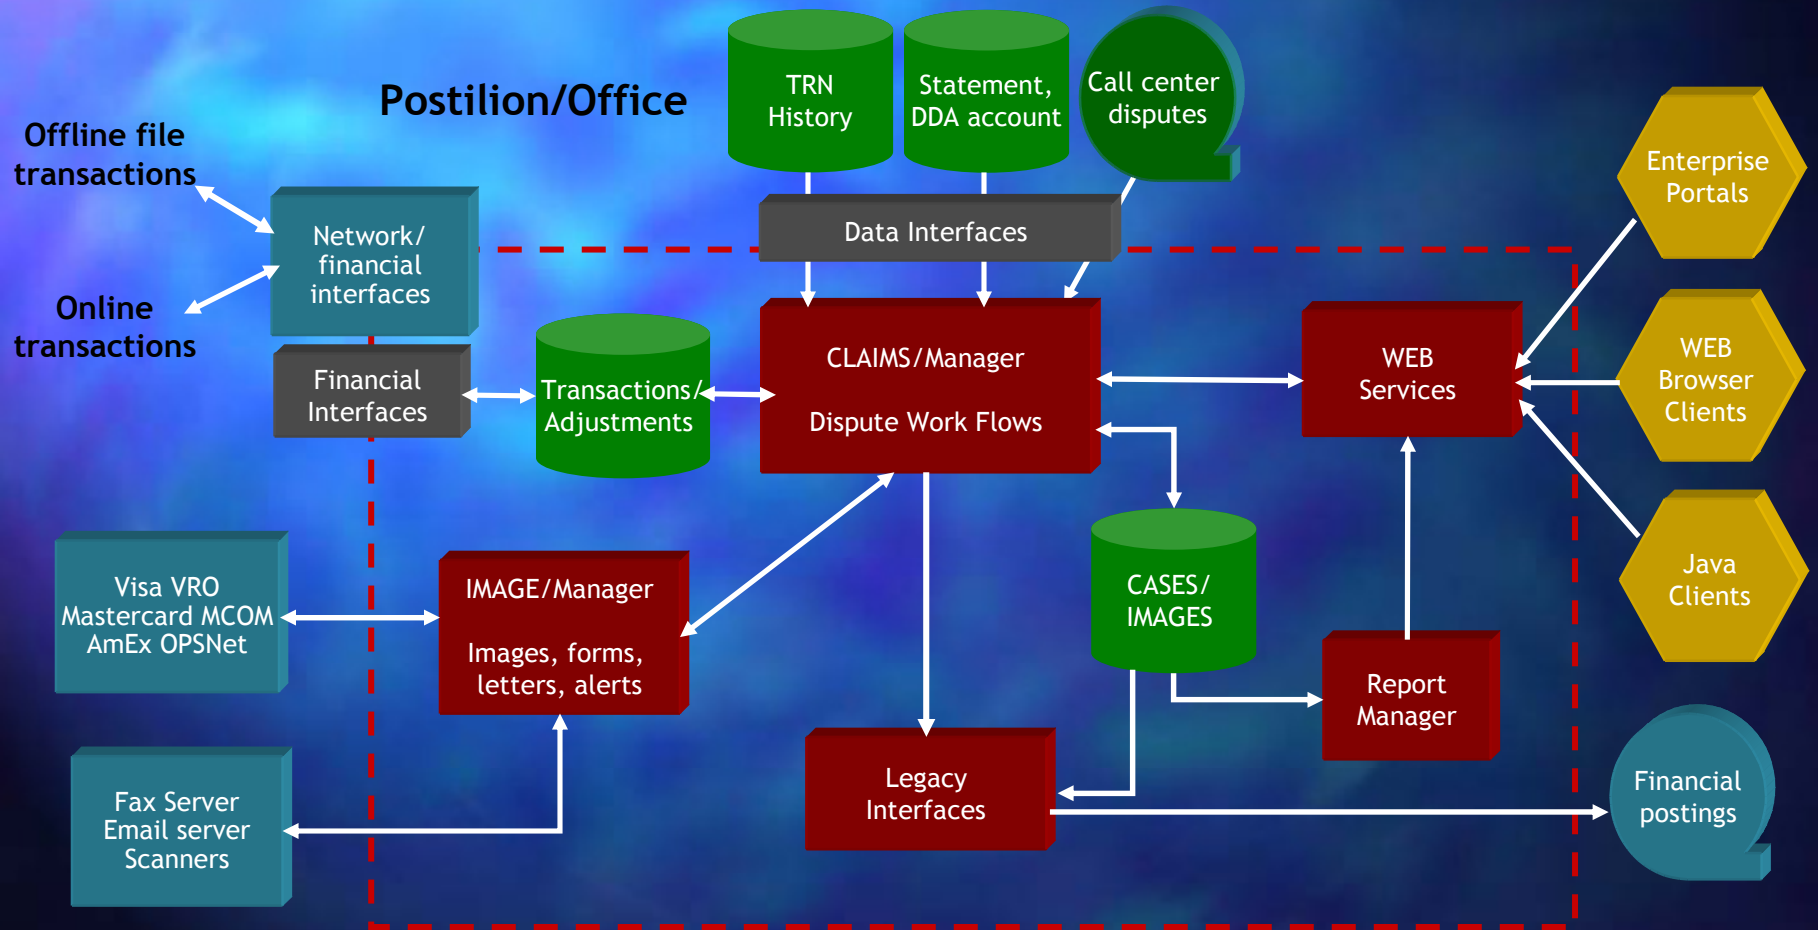 Postilion/Office
TRN
History
Statement,
DDA account
Call center
disputes
Offline file
transactions
Enterprise
Portals
Network/
financial
interfaces
Data Interfaces
Online
transactions
Financial
Interfaces
Transactions/
Adjustments
CLAIMS/Manager
Dispute Work Flows
WEB
Services
WEB
Browser
Clients
Visa VRO
Mastercard MCOM
AmEx OPSNet
IMAGE/Manager
Images, forms,
letters, alerts
CASES/
IMAGES
Java
Clients
Report
Manager
Fax Server
Email server
Scanners
Legacy
Interfaces
Financial
postings